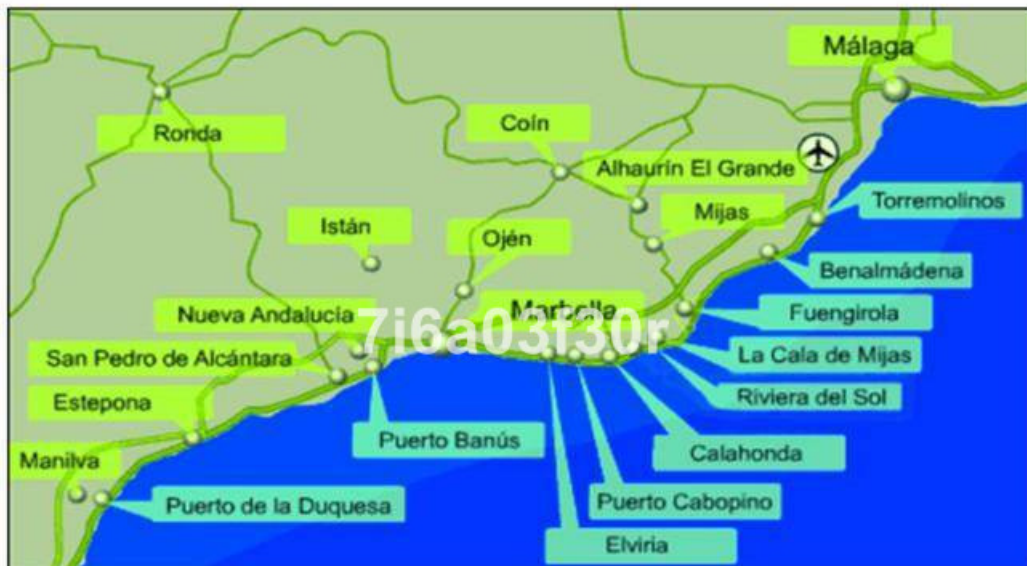 Málaga
Ronda
Coín
Alhaurín El Grande
Torremolinos
Istán
Ojén
Mijas
Benalmádena
Nueva Andalucía
Marbella
Fuengirola
7i6a03f30r
San Pedro de Alcántara
La Cala de Mijas
Estepona
Riviera del Sol
Puerto Banús
Calahonda
Manilva
Puerto de la Duquesa
Puerto Cabopino
Elviria